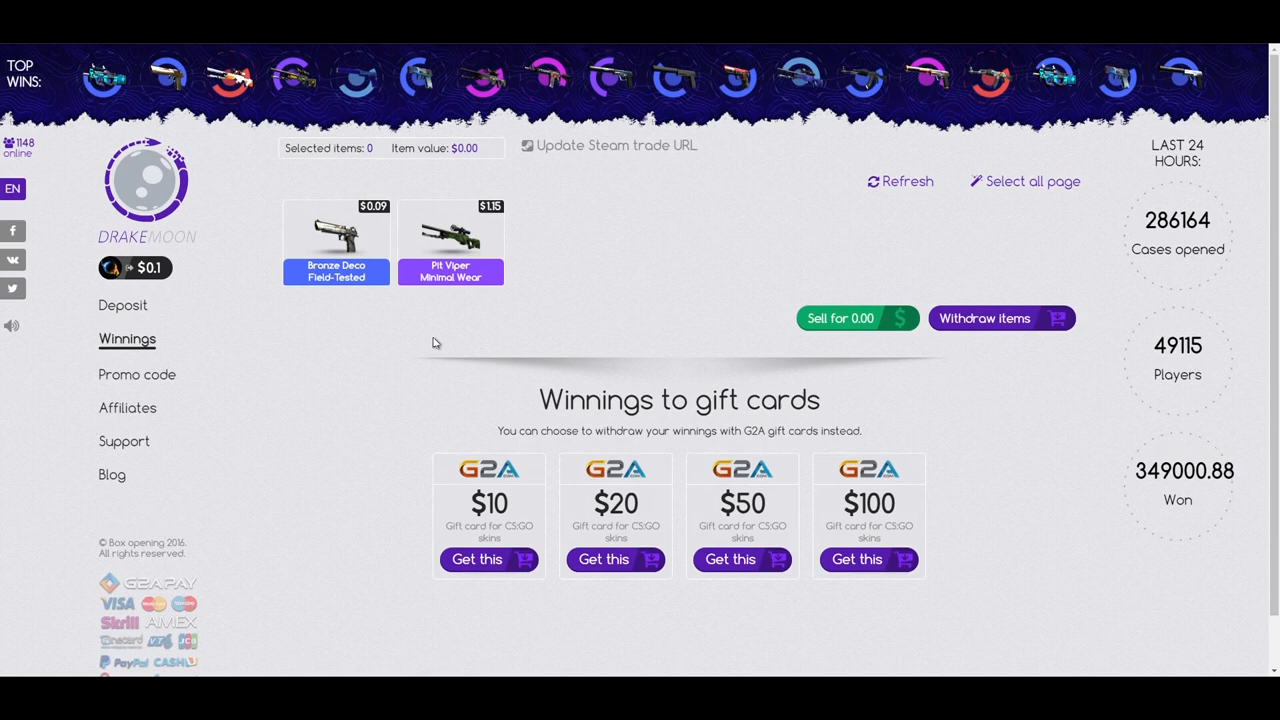 TOP
WINS:
1148
online
EN
DRAKEMOON
$0.1
Deposit
Winnings
Promo code
Affiliates
Support
Blog
© Box opening 2016.
All rights reserved.
G2A PAY
VISA MasterCard Maestro
Skrill AMEX
JCB
PayPal CASHU
Selected items: 0 Item value: $0.00
Update Steam trade URL
Refresh Select all page
$0.09
Bronze Deco
Field-Tested
$1.15
Pit Viper
Minimal Wear
Sell for 0.00 $
Withdraw items
Winnings to gift cards
You can choose to withdraw your winnings with G2A gift cards instead.
G2A
$10
Gift card for CS:GO
skins
Get this
G2A
$20
Gift card for CS:GO
skins
Get this
G2A
$50
Gift card for CS:GO
skins
Get this
G2A
$100
Gift card for CS:GO
skins
Get this
LAST 24
HOURS:
286164
Cases opened
49115
Players
349000.88
Won